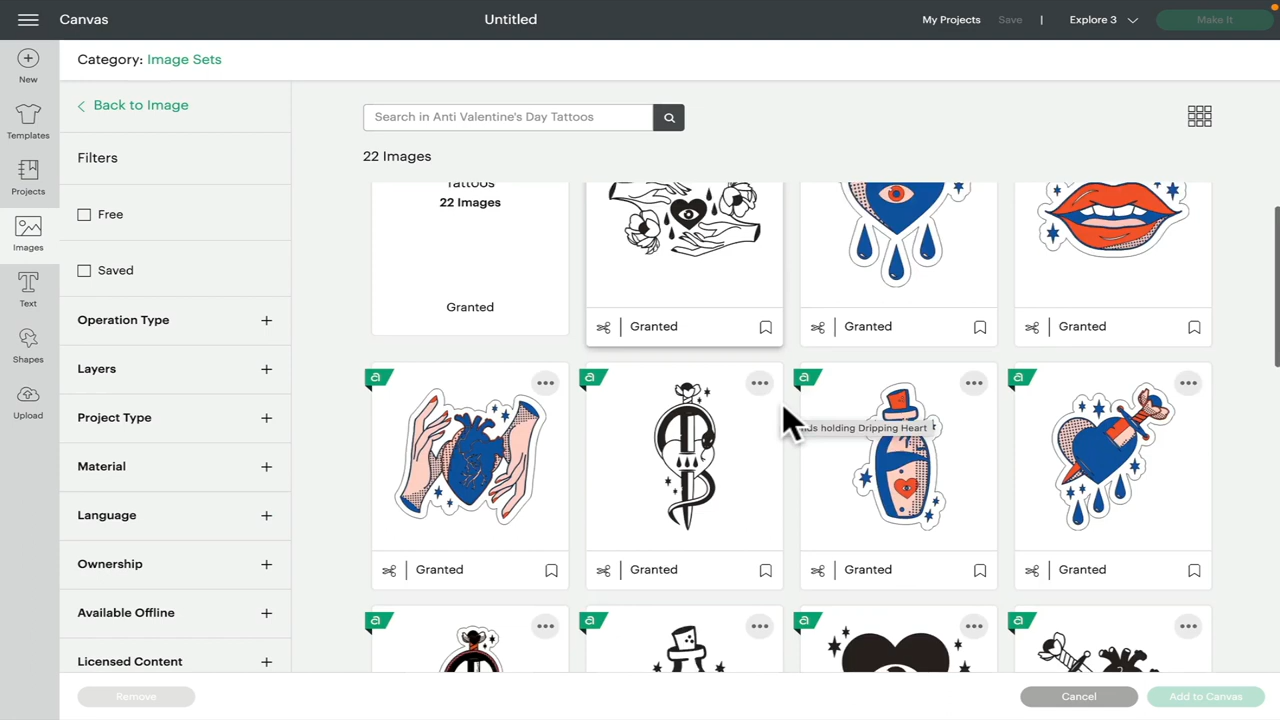 Canvas
Untitled
My Projects
Save
|
Explore 3
Make It
Category: Image Sets
New
Templates
Projects
Images
Text
Shapes
Upload
Back to Image
Filters
Free
Saved
Operation Type
Layers
Project Type
Material
Language
Ownership
Available Offline
Licensed Content
Search in Anti Valentine's Day Tattoos
22 Images
Tattoos
22 Images
Granted
Granted
Granted
Granted
a
a
a
a
nds holding Dripping Heart
Granted
Granted
Granted
Granted
a
a
a
a
Remove
Cancel
Add to Canvas